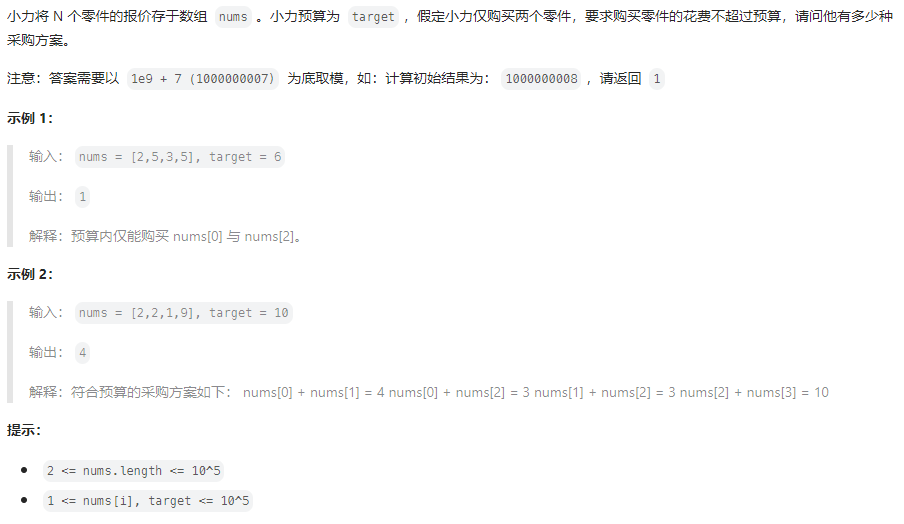 小力将 N 个零件的报价存于数组 nums 。小力预算为 target ，假定小力仅购买两个零件，要求购买零件的花费不超过预算，请问他有多少种
采购方案。
注意：答案需要以 1e9 + 7 (1000000007) 为底取模，如：计算初始结果为： 1000000008 ，请返回 1
示例 1：
输入： nums = [2,5,3,5], target = 6
输出： 1
解释：预算内仅能购买 nums[0] 与 nums[2]。
示例 2：
输入： nums = [2,2,1,9], target = 10
输出： 4
解释：符合预算的采购方案如下： nums[0] + nums[1] = 4 nums[0] + nums[2] = 3 nums[1] + nums[2] = 3 nums[2] + nums[3] = 10
提示：
• 2 <= nums.length <= 10^5
• 1 <= nums[i], target <= 10^5